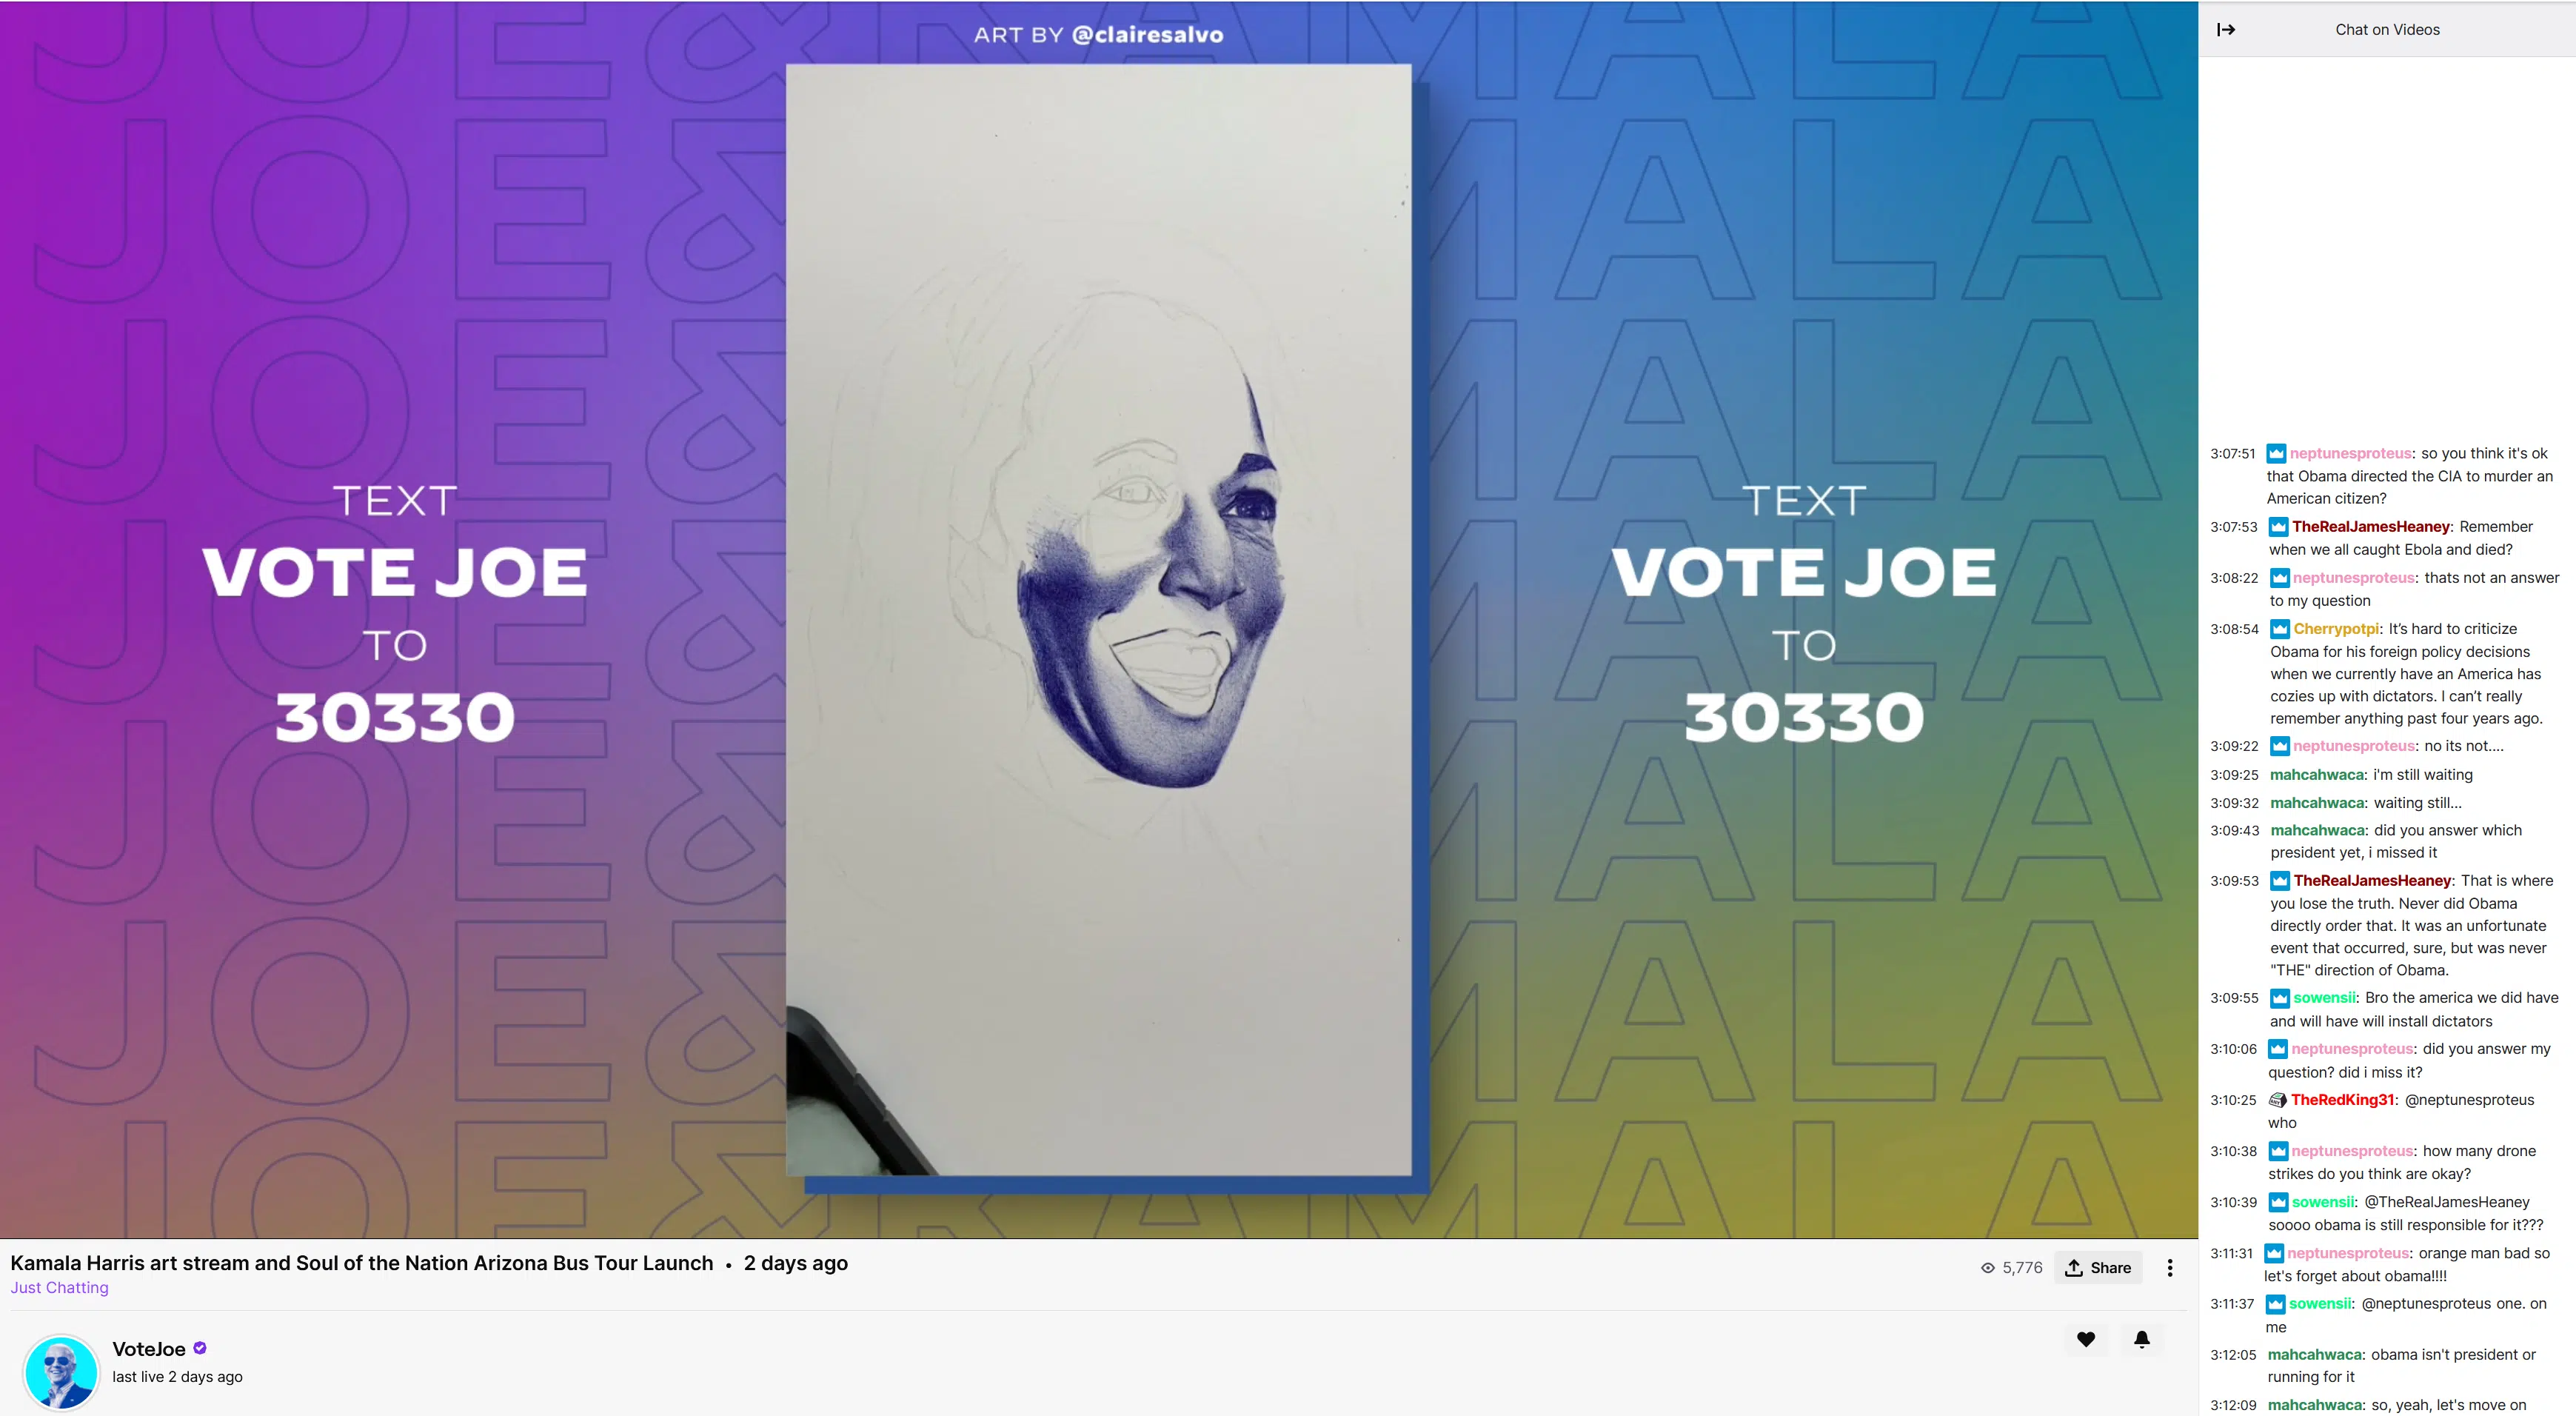 ART BY @clairesalvo
JOE & KAMALA
TEXT
VOTE JOE
TO
30330
TEXT
VOTE JOE
TO
30330
Kamala Harris art stream and Soul of the Nation Arizona Bus Tour Launch • 2 days ago
Just Chatting
5,776
Share
VoteJoe
last live 2 days ago
Chat on Videos
3:07:51 neptunesproteus: so you think it's ok
that Obama directed the CIA to murder an
American citizen?
3:07:53 TheRealJamesHeaney: Remember
when we all caught Ebola and died?
3:08:22 neptunesproteus: thats not an answer
to my question
3:08:54 Cherrypotpi: It’s hard to criticize
Obama for his foreign policy decisions
when we currently have an America has
cozies up with dictators. I can’t really
remember anything past four years ago.
3:09:22 neptunesproteus: no its not....
3:09:25 mahcahwaca: i'm still waiting
3:09:32 mahcahwaca: waiting still...
3:09:43 mahcahwaca: did you answer which
president yet, i missed it
3:09:53 TheRealJamesHeaney: That is where
you lose the truth. Never did Obama
directly order that. It was an unfortunate
event that occurred, sure, but was never
"THE" direction of Obama.
3:09:55 sowensii: Bro the america we did have
and will have will install dictators
3:10:06 neptunesproteus: did you answer my
question? did i miss it?
3:10:25 TheRedKing31: @neptunesproteus
who
3:10:38 neptunesproteus: how many drone
strikes do you think are okay?
3:10:39 sowensii: @TheRealJamesHeaney
soooo obama is still responsible for it???
3:11:31 neptunesproteus: orange man bad so
let's forget about obama!!!!
3:11:37 sowensii: @neptunesproteus one. on
me
3:12:05 mahcahwaca: obama isn't president or
running for it
3:12:09 mahcahwaca: so, yeah, let's move on